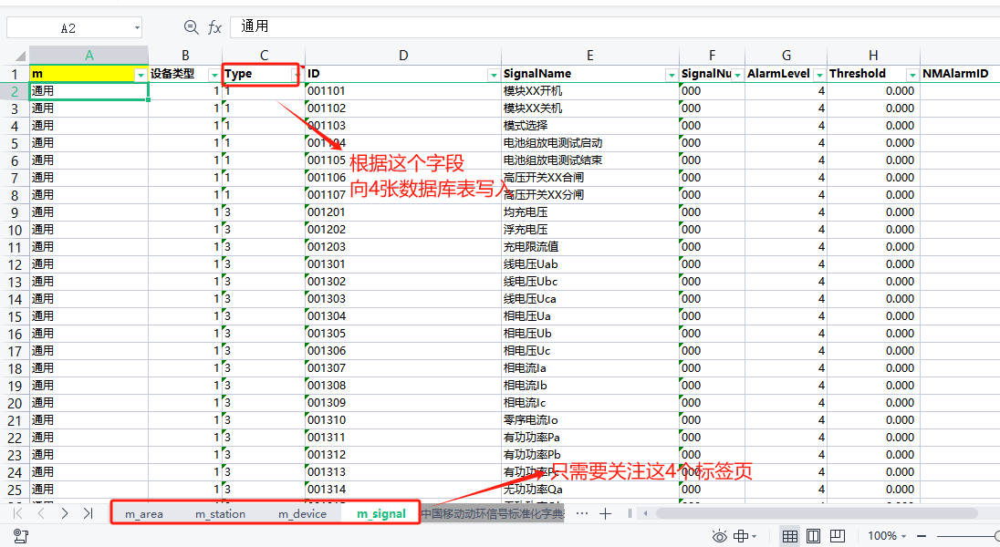 A2 fx 通用
A B C D E F G H
1 m 设备类型 Type ID SignalName SignalNu AlarmLevel Threshold NMAlarmID
2 通用 1 1 001101 模块XX开机 000 4 0.000
3 通用 1 1 001102 模块XX关机 000 4 0.000
4 通用 1 1 001103 模式选择 000 4 0.000
5 通用 1 1 001104 电池组放电测试启动 000 4 0.000
6 通用 1 1 001105 电池组放电测试结束 000 4 0.000
根据这个字段
7 通用 1 1 001106 高压开关XX合闸 000 4 0.000
向4张数据库表写入
8 通用 1 1 001107 高压开关XX分闸 000 4 0.000
9 通用 1 3 001201 均充电压 000 4 0.000
10 通用 1 3 001202 浮充电压 000 4 0.000
11 通用 1 3 001203 充电限流值 000 4 0.000
12 通用 1 3 001301 线电压Uab 000 4 0.000
13 通用 1 3 001302 线电压Ubc 000 4 0.000
14 通用 1 3 001303 线电压Uca 000 4 0.000
15 通用 1 3 001304 相电压Ua 000 4 0.000
16 通用 1 3 001305 相电压Ub 000 4 0.000
17 通用 1 3 001306 相电压Uc 000 4 0.000
18 通用 1 3 001307 相电流Ia 000 4 0.000
19 通用 1 3 001308 相电流Ib 000 4 0.000
20 通用 1 3 001309 相电流Ic 000 4 0.000
21 通用 1 3 001310 零序电流Io 000 4 0.000
22 通用 1 3 001311 有功功率Pa 000 4 0.000
23 通用 1 3 001312 有功功率Pb 000 4 0.000
24 通用 1 3 001313 有功功率Pc 000 4 0.000
只需要关注这4个标签页
25 通用 1 3 001314 无功功率Qa 000 4 0.000
m_area m_station m_device m_signal 中国移动动环信号标准化字典
100%